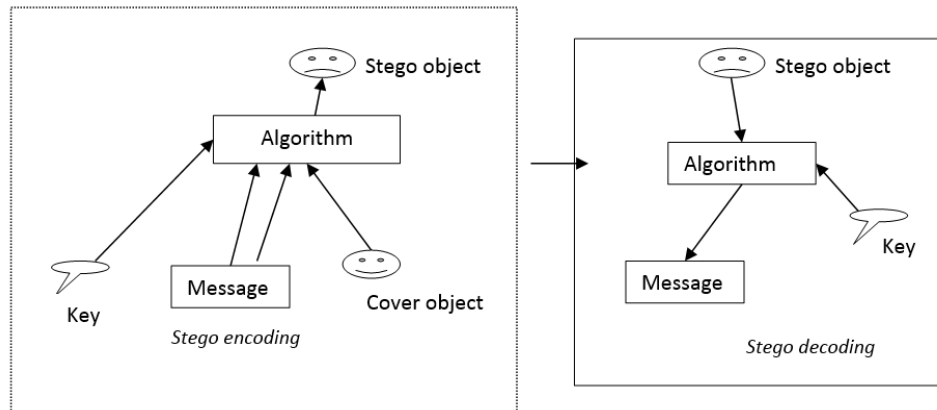 Stego object
Algorithm
Key
Message
Cover object
Stego encoding
Stego object
Algorithm
Key
Message
Stego decoding